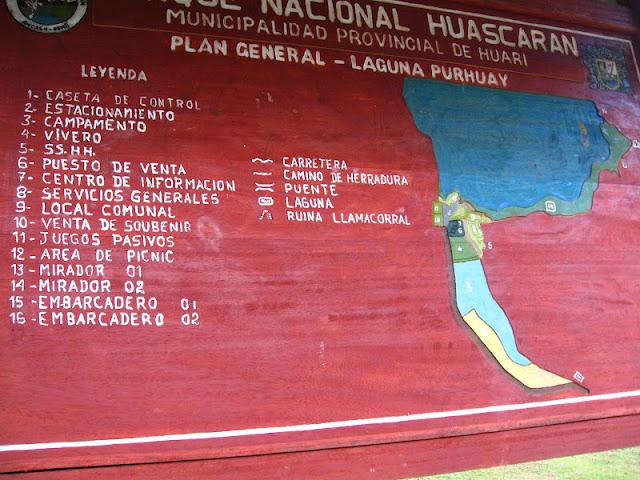 NACIONAL HUASCARAN
MUNICIPALIDAD PROVINCIAL DE HUARI
PLAN GENERAL - LAGUNA PURHUAY
LEYENDA
1- CASETA DE CONTROL
2- ESTACIONAMIENTO
3- CAMPAMENTO
4- VÍVERO
5- SS-HH.
6- PUESTO DE VENTA
7- CENTRO DE INFORMACION
8- SERVICIOS GENERALES
9- LOCAL COMUNAL
10- VENTA DE SOUBENIR
11- JUEGOS PASIVOS
12- AREA DE PICNIC
13- MIRADOR 01
14- MIRADOR 02
15- EMBARCADERO 01
16- EMBARCADERO 02
CARRETERA
CAMINO DE HERRADURA
PUENTE
LAGUNA
RUINA LLAMACORRAL